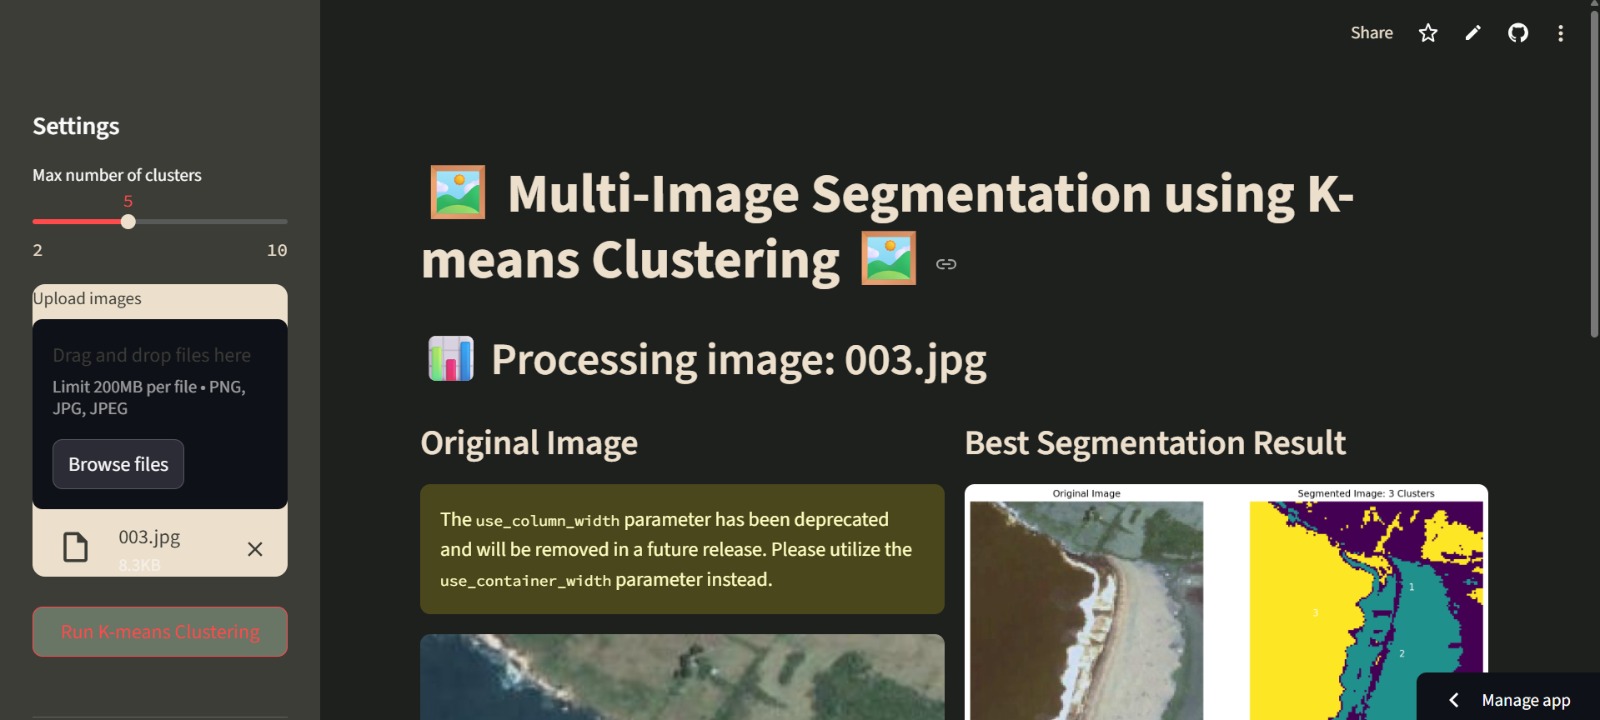 Share
Settings
Max number of clusters
5
2
10
Upload images
Drag and drop files here
Limit 200MB per file • PNG,
JPG, JPEG
Browse files
003.jpg
8.3KB
Run K-means Clustering
Multi-Image Segmentation using K-
means Clustering
Processing image: 003.jpg
Original Image
The use_column_width parameter has been deprecated
and will be removed in a future release. Please utilize the
use_container_width parameter instead.
Best Segmentation Result
Original Image
Segmented Image: 3 Clusters
1
3
2
Manage app